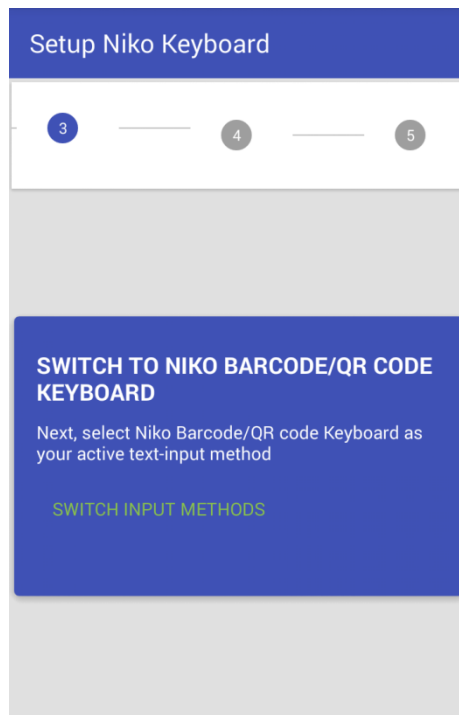 Setup Niko Keyboard
3 4 5
SWITCH TO NIKO BARCODE/QR CODE
KEYBOARD
Next, select Niko Barcode/QR code Keyboard as
your active text-input method
SWITCH INPUT METHODS